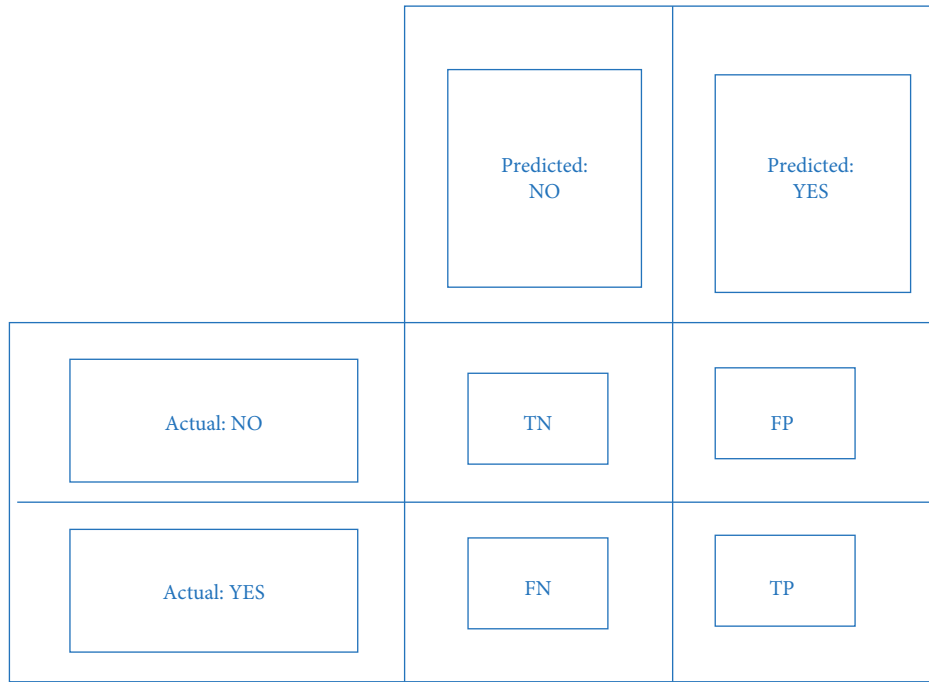 Predicted:
NO
Predicted:
YES
Actual: NO
TN
FP
Actual: YES
FN
TP